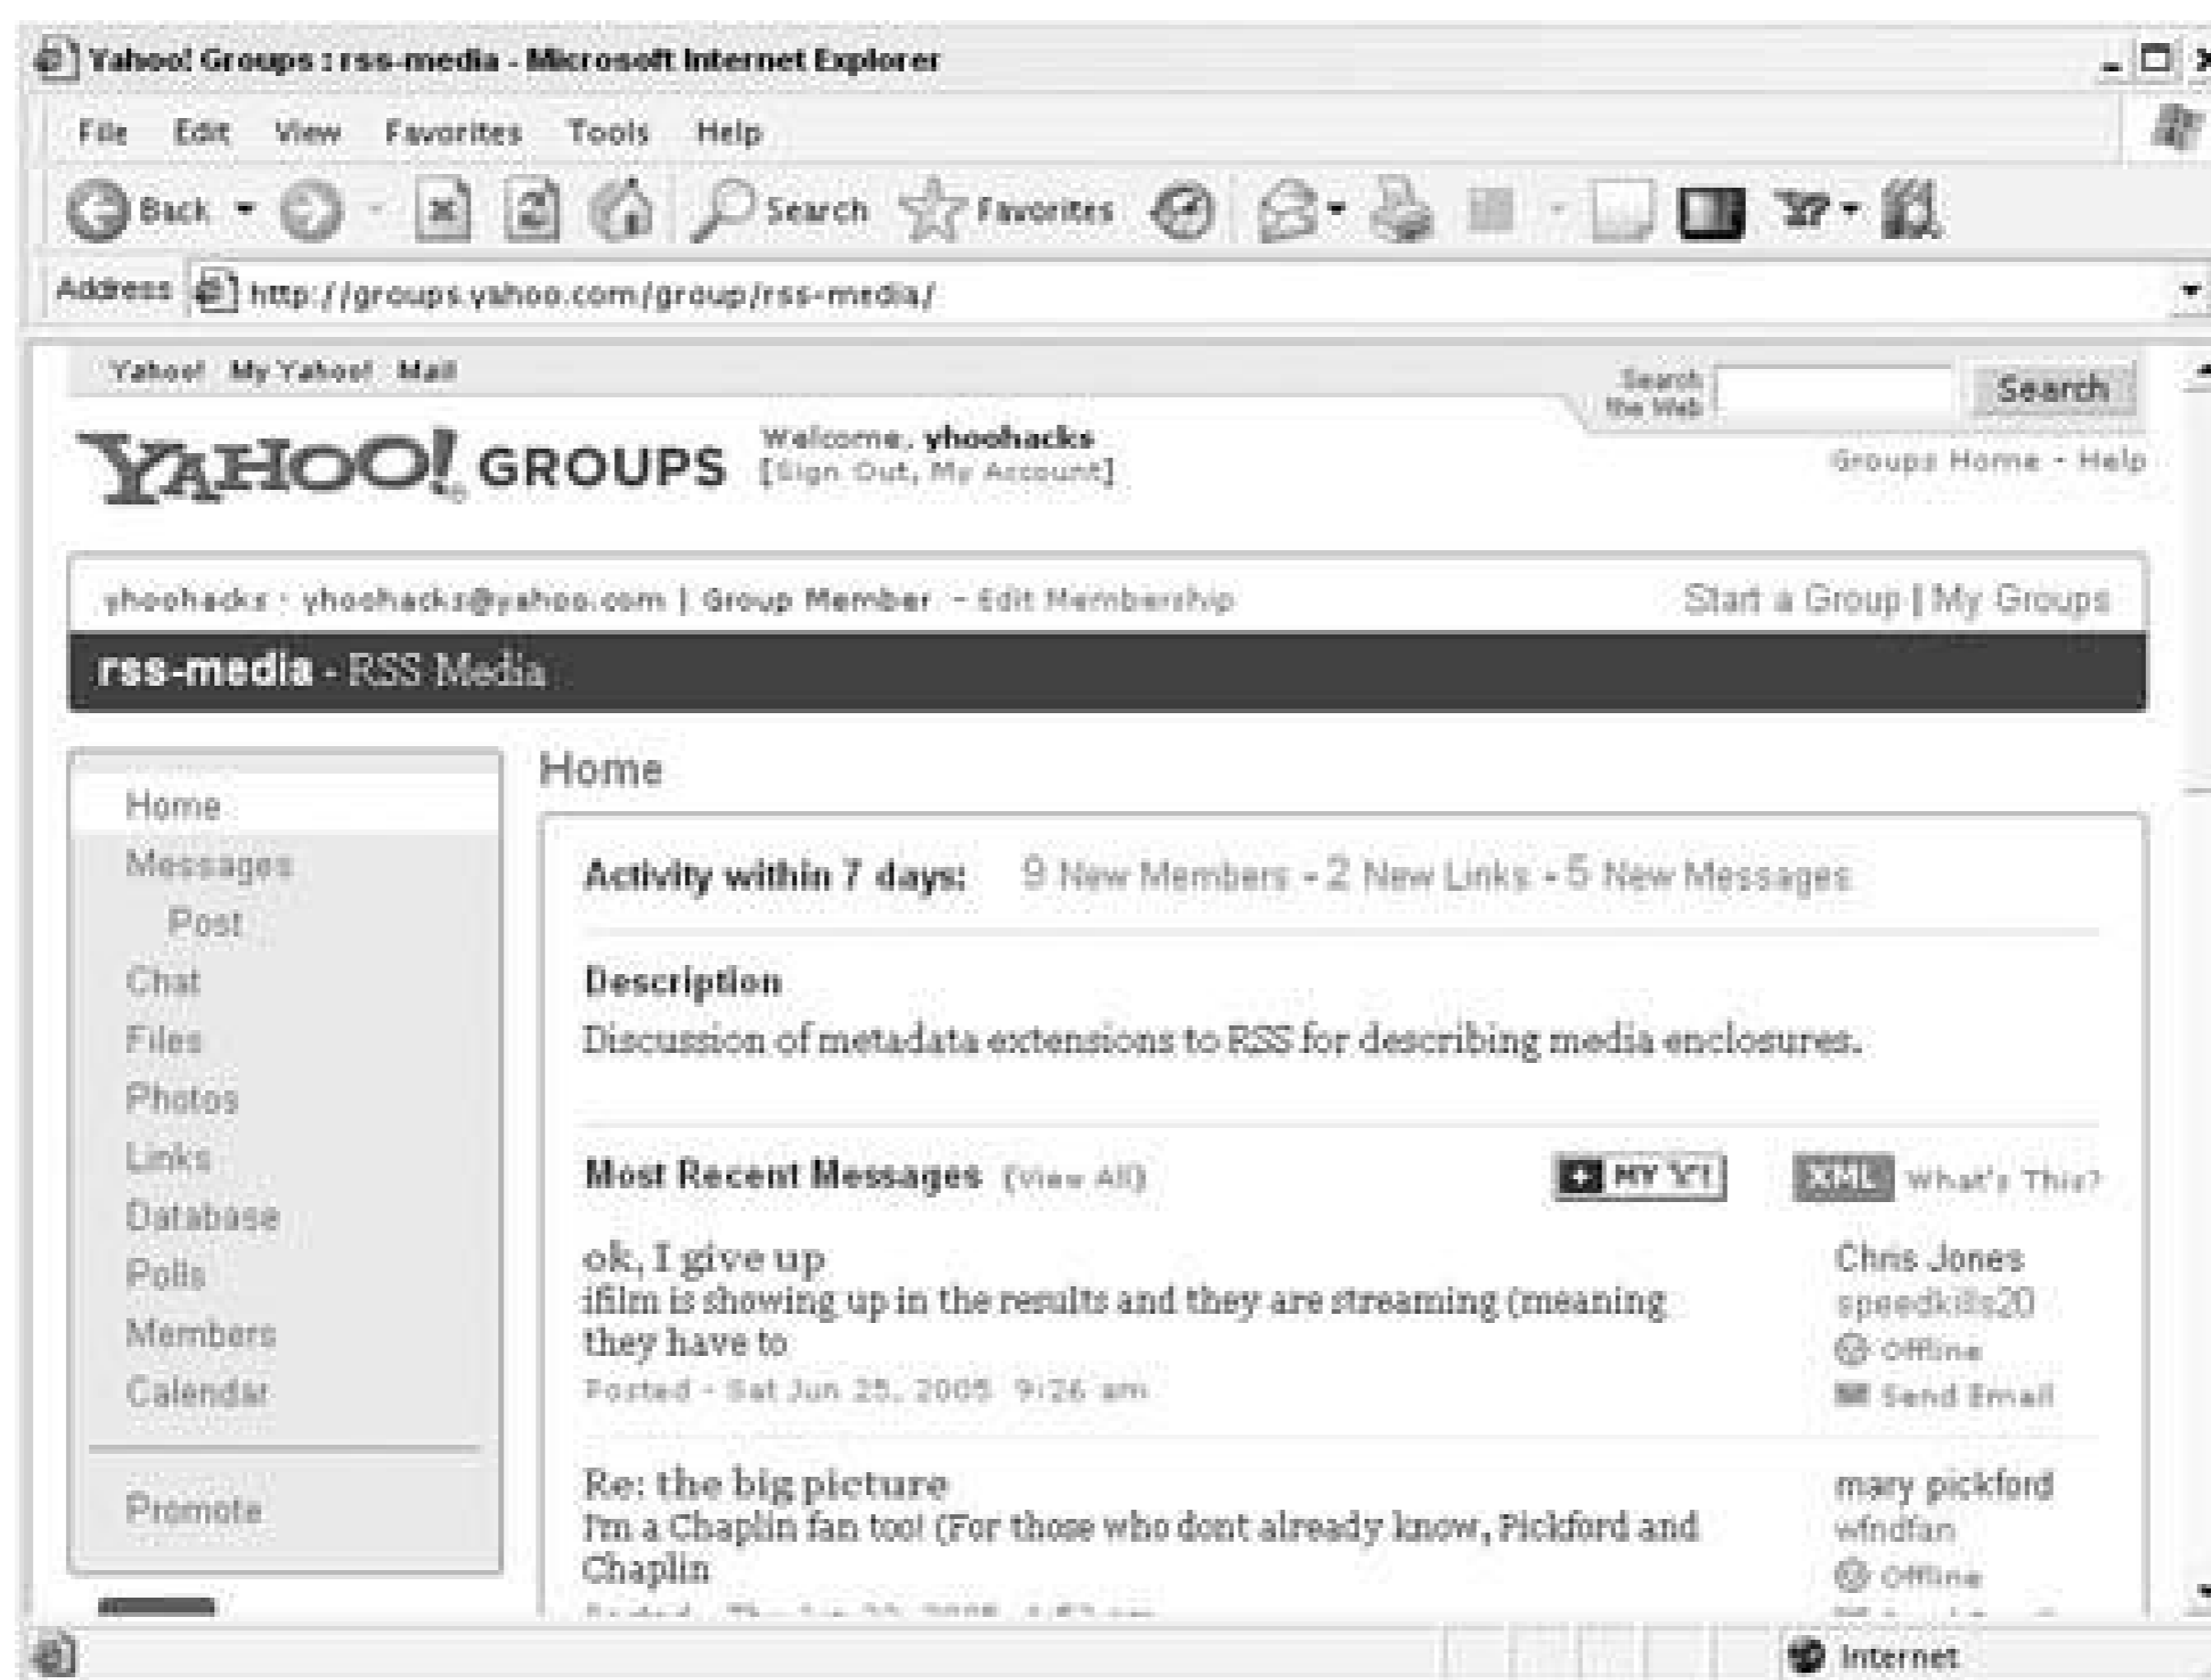 Yahoo! Groups : rss-media - Microsoft Internet Explorer
File Edit View Favorites Tools Help
Back Search Favorites
Address http://groups.yahoo.com/group/rss-media/
Yahoo! My Yahoo! Mail
Search the Web Search
YAHOO! GROUPS
Welcome, yhoohacks
[Sign Out, My Account]
Groups Home - Help
yhoohacks · yhoohacks@yahoo.com | Group Member - Edit Membership
Start a Group | My Groups
rss-media - RSS Media
Home
Messages
Post
Chat
Files
Photos
Links
Database
Polls
Members
Calendar
Promote
Home
Activity within 7 days: 9 New Members - 2 New Links - 5 New Messages
Description
Discussion of metadata extensions to RSS for describing media enclosures.
Most Recent Messages (View All) + MY Y! XML What's This?
ok, I give up
ifilm is showing up in the results and they are streaming (meaning
they have to
Posted - Sat Jun 25, 2005 9:26 am
Chris Jones
speedkills20
Offline
Send Email
Re: the big picture
I'm a Chaplin fan too! (For those who dont already know, Pickford and
Chaplin
mary pickford
wfndfan
Offline
Internet